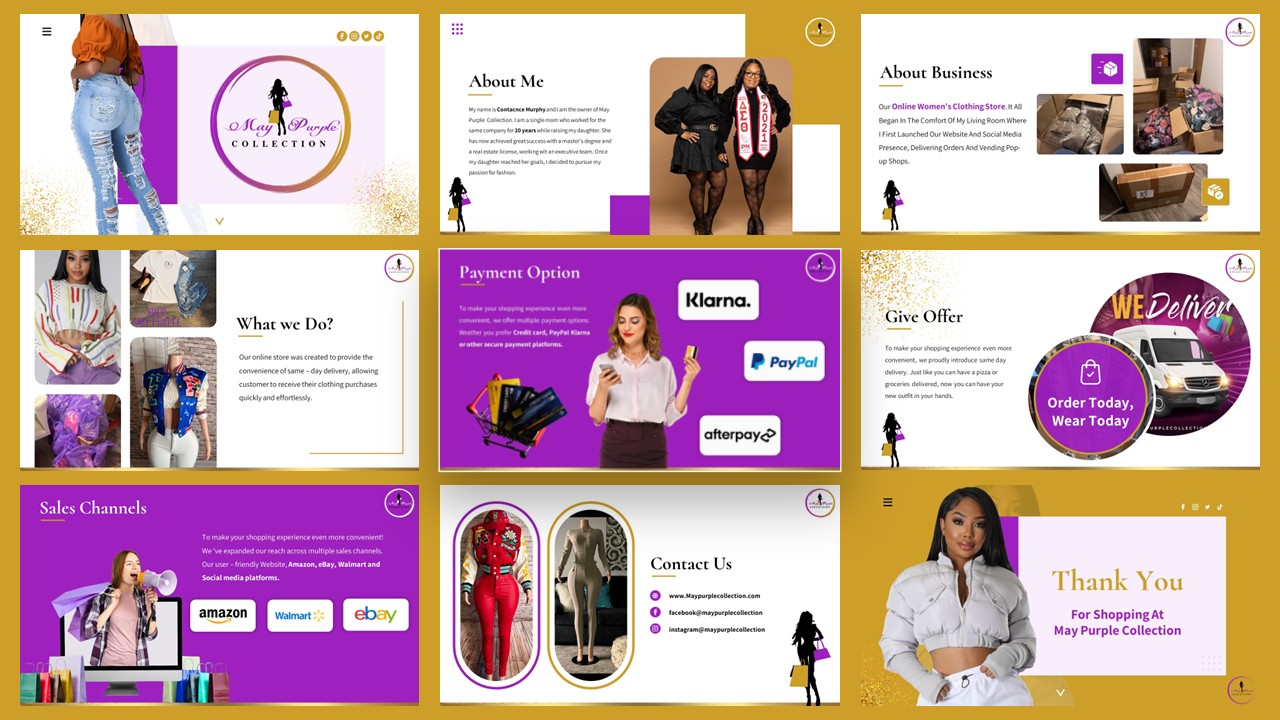 May Purple
COLLECTION
About Me
My name is Contacnce Murphy and I am the owner of May
Purple Collection. I am a single mom who worked for the
same company for 20 years while raising my daughter. She
has now achieved great success with a master's degree and
a real estate license, working wit an executive team. Once
my daughter reached her goals, I decided to pursue my
passion for fashion.
ΔΣΘ
2021
About Business
Our Online Women's Clothing Store. It All
Began In The Comfort Of My Living Room Where
I First Launched Our Website And Social Media
Presence, Delivering Orders And Vending Pop-
up Shops.
What we Do?
Our online store was created to provide the
convenience of same – day delivery, allowing
customer to receive their clothing purchases
quickly and effortlessly.
Payment Option
To make your shopping experience even more
convenient, we offer multiple payment options.
Weather you prefer Credit card, PayPal Klarna
or other secure payment platforms.
Klarna.
PayPal
afterpay
Give Offer
To make your shopping experience even more
convenient, we proudly introduce same day
delivery. Just like you can have a pizza or
groceries delivered, now you can have your
new outfit in your hands.
WE Deliver
Order Today,
Wear Today
URPLECOLLECTIO
Sales Channels
To make your shopping experience even more convenient!
We 've expanded our reach across multiple sales channels.
Our user – friendly Website, Amazon, eBay, Walmart and
Social media platforms.
amazon
Walmart
ebay
Contact Us
www.Maypurplecollection.com
facebook@maypurplecollection
instagram@maypurplecollection
Thank You
For Shopping At
May Purple Collection